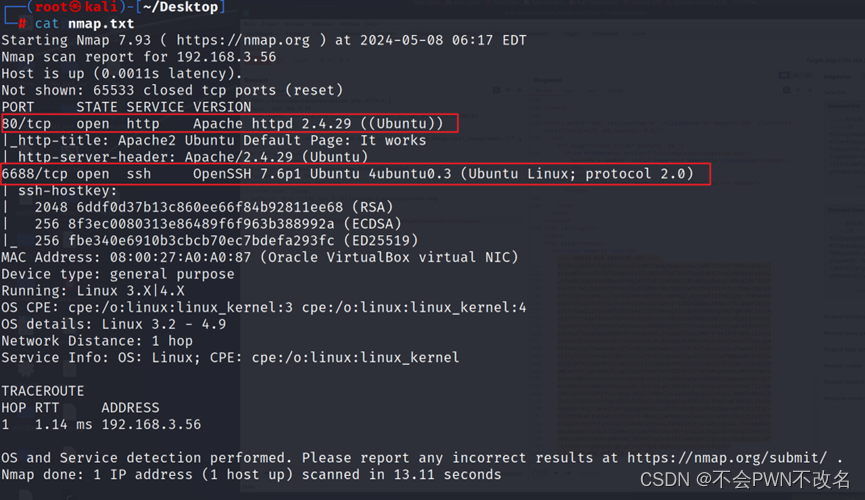 (root㉿kali)-[~/Desktop]
# cat nmap.txt
Starting Nmap 7.93 ( https://nmap.org ) at 2024-05-08 06:17 EDT
Nmap scan report for 192.168.3.56
Host is up (0.0011s latency).
Not shown: 65533 closed tcp ports (reset)
PORT     STATE SERVICE VERSION
80/tcp   open  http    Apache httpd 2.4.29 ((Ubuntu))
|_http-title: Apache2 Ubuntu Default Page: It works
|_http-server-header: Apache/2.4.29 (Ubuntu)
6688/tcp open  ssh     OpenSSH 7.6p1 Ubuntu 4ubuntu0.3 (Ubuntu Linux; protocol 2.0)
| ssh-hostkey:
|   2048 6ddf0d37b13c860ee66f84b92811ee68 (RSA)
|   256 8f3ec0080313e86489f6f963b388992a (ECDSA)
|_  256 fbe340e6910b3cbcb70ec7bdefa293fc (ED25519)
MAC Address: 08:00:27:A0:A0:87 (Oracle VirtualBox virtual NIC)
Device type: general purpose
Running: Linux 3.X|4.X
OS CPE: cpe:/o:linux:linux_kernel:3 cpe:/o:linux:linux_kernel:4
OS details: Linux 3.2 - 4.9
Network Distance: 1 hop
Service Info: OS: Linux; CPE: cpe:/o:linux:linux_kernel
TRACEROUTE
HOP RTT     ADDRESS
1   1.14 ms 192.168.3.56
OS and Service detection performed. Please report any incorrect results at https://nmap.org/submit/ .
Nmap done: 1 IP address (1 host up) scanned in 13.11 seconds
CSDN @不会PWN不改名